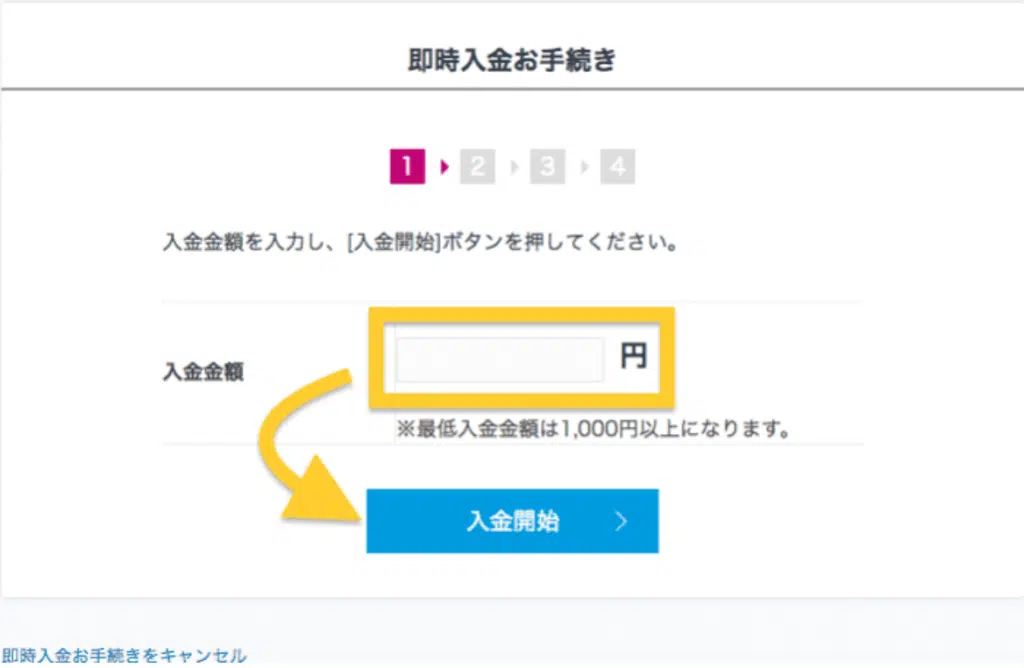 即時入金お手続き
1 2 3 4
入金金額を入力し、[入金開始]ボタンを押してください。
入金金額 円
※最低入金金額は1,000円以上になります。
入金開始
即時入金お手続きをキャンセル